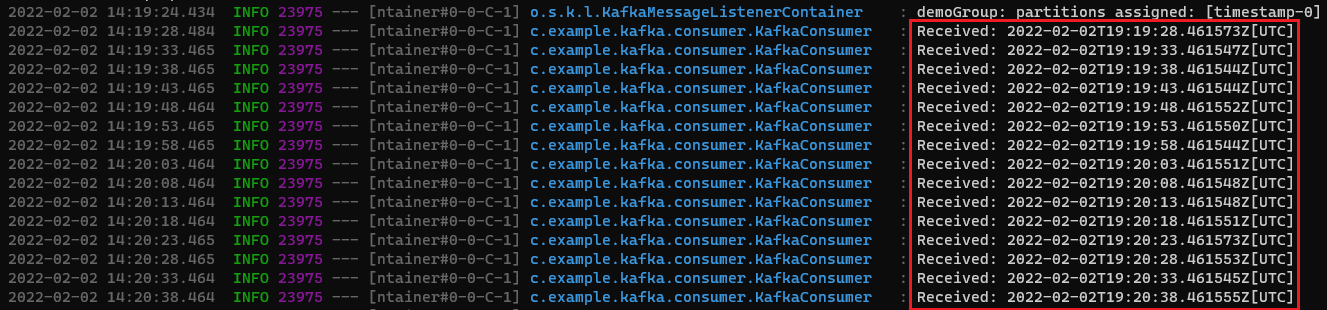 2022-02-02 14:19:24.434 INFO 23975 --- [ntainer#0-0-C-1] o.s.k.l.KafkaMessageListenerContainer : demoGroup: partitions assigned: [timestamp-0]
2022-02-02 14:19:28.484 INFO 23975 --- [ntainer#0-0-C-1] c.example.kafka.consumer.KafkaConsumer : Received: 2022-02-02T19:19:28.461573Z[UTC]
2022-02-02 14:19:33.465 INFO 23975 --- [ntainer#0-0-C-1] c.example.kafka.consumer.KafkaConsumer : Received: 2022-02-02T19:19:33.461547Z[UTC]
2022-02-02 14:19:38.465 INFO 23975 --- [ntainer#0-0-C-1] c.example.kafka.consumer.KafkaConsumer : Received: 2022-02-02T19:19:38.461544Z[UTC]
2022-02-02 14:19:43.465 INFO 23975 --- [ntainer#0-0-C-1] c.example.kafka.consumer.KafkaConsumer : Received: 2022-02-02T19:19:43.461544Z[UTC]
2022-02-02 14:19:48.464 INFO 23975 --- [ntainer#0-0-C-1] c.example.kafka.consumer.KafkaConsumer : Received: 2022-02-02T19:19:48.461552Z[UTC]
2022-02-02 14:19:53.465 INFO 23975 --- [ntainer#0-0-C-1] c.example.kafka.consumer.KafkaConsumer : Received: 2022-02-02T19:19:53.461550Z[UTC]
2022-02-02 14:19:58.465 INFO 23975 --- [ntainer#0-0-C-1] c.example.kafka.consumer.KafkaConsumer : Received: 2022-02-02T19:19:58.461544Z[UTC]
2022-02-02 14:20:03.464 INFO 23975 --- [ntainer#0-0-C-1] c.example.kafka.consumer.KafkaConsumer : Received: 2022-02-02T19:20:03.461551Z[UTC]
2022-02-02 14:20:08.464 INFO 23975 --- [ntainer#0-0-C-1] c.example.kafka.consumer.KafkaConsumer : Received: 2022-02-02T19:20:08.461548Z[UTC]
2022-02-02 14:20:13.464 INFO 23975 --- [ntainer#0-0-C-1] c.example.kafka.consumer.KafkaConsumer : Received: 2022-02-02T19:20:13.461548Z[UTC]
2022-02-02 14:20:18.464 INFO 23975 --- [ntainer#0-0-C-1] c.example.kafka.consumer.KafkaConsumer : Received: 2022-02-02T19:20:18.461551Z[UTC]
2022-02-02 14:20:23.465 INFO 23975 --- [ntainer#0-0-C-1] c.example.kafka.consumer.KafkaConsumer : Received: 2022-02-02T19:20:23.461573Z[UTC]
2022-02-02 14:20:28.465 INFO 23975 --- [ntainer#0-0-C-1] c.example.kafka.consumer.KafkaConsumer : Received: 2022-02-02T19:20:28.461553Z[UTC]
2022-02-02 14:20:33.464 INFO 23975 --- [ntainer#0-0-C-1] c.example.kafka.consumer.KafkaConsumer : Received: 2022-02-02T19:20:33.461545Z[UTC]
2022-02-02 14:20:38.464 INFO 23975 --- [ntainer#0-0-C-1] c.example.kafka.consumer.KafkaConsumer : Received: 2022-02-02T19:20:38.461555Z[UTC]